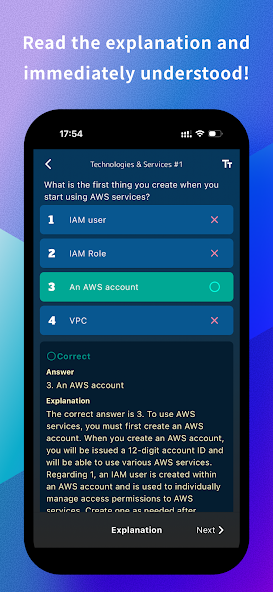 Read the explanation and
immediately understood!
17:54
Technologies & Services #1
TT
What is the first thing you create when you
start using AWS services?
1 IAM user
2 IAM Role
3 An AWS account
4 VPC
Correct
Answer
3. An AWS account
Explanation
The correct answer is 3. To use AWS
services, you must first create an AWS
account. When you create an AWS account,
you will be issued a 12-digit account ID and
will be able to use various AWS services.
Regarding 1, an IAM user is created within
an AWS account and is used to individually
manage access permissions to AWS
services. Create one as needed after
Explanation
Next